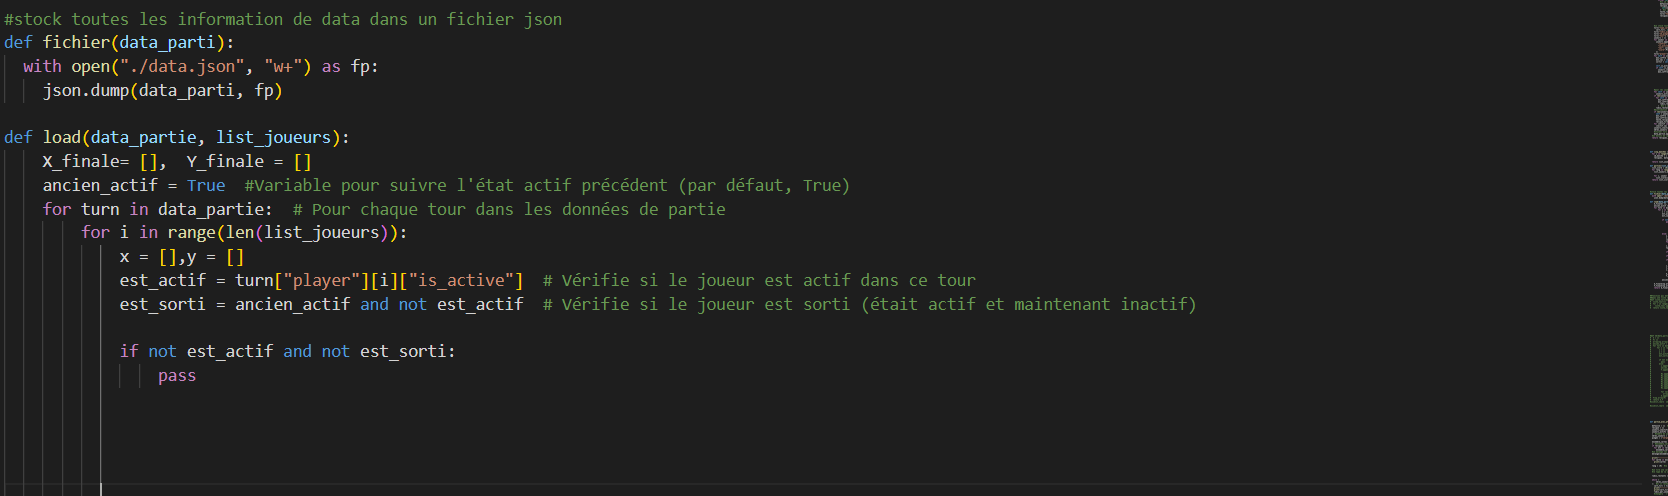 #stock toutes les information de data dans un fichier json
def fichier(data_parti):
with open("./data.json", "w+") as fp:
json.dump(data_parti, fp)
def load(data_partie, list_joueurs):
X_finale= [],  Y_finale = []
ancien_actif = True  #Variable pour suivre l'état actif précédent (par défaut, True)
for turn in data_partie:  # Pour chaque tour dans les données de partie
for i in range(len(list_joueurs)):
x = [],y = []
est_actif = turn["player"][i]["is_active"]  # Vérifie si le joueur est actif dans ce tour
est_sorti = ancien_actif and not est_actif  # Vérifie si le joueur est sorti (était actif et maintenant inactif)
if not est_actif and not est_sorti:
pass